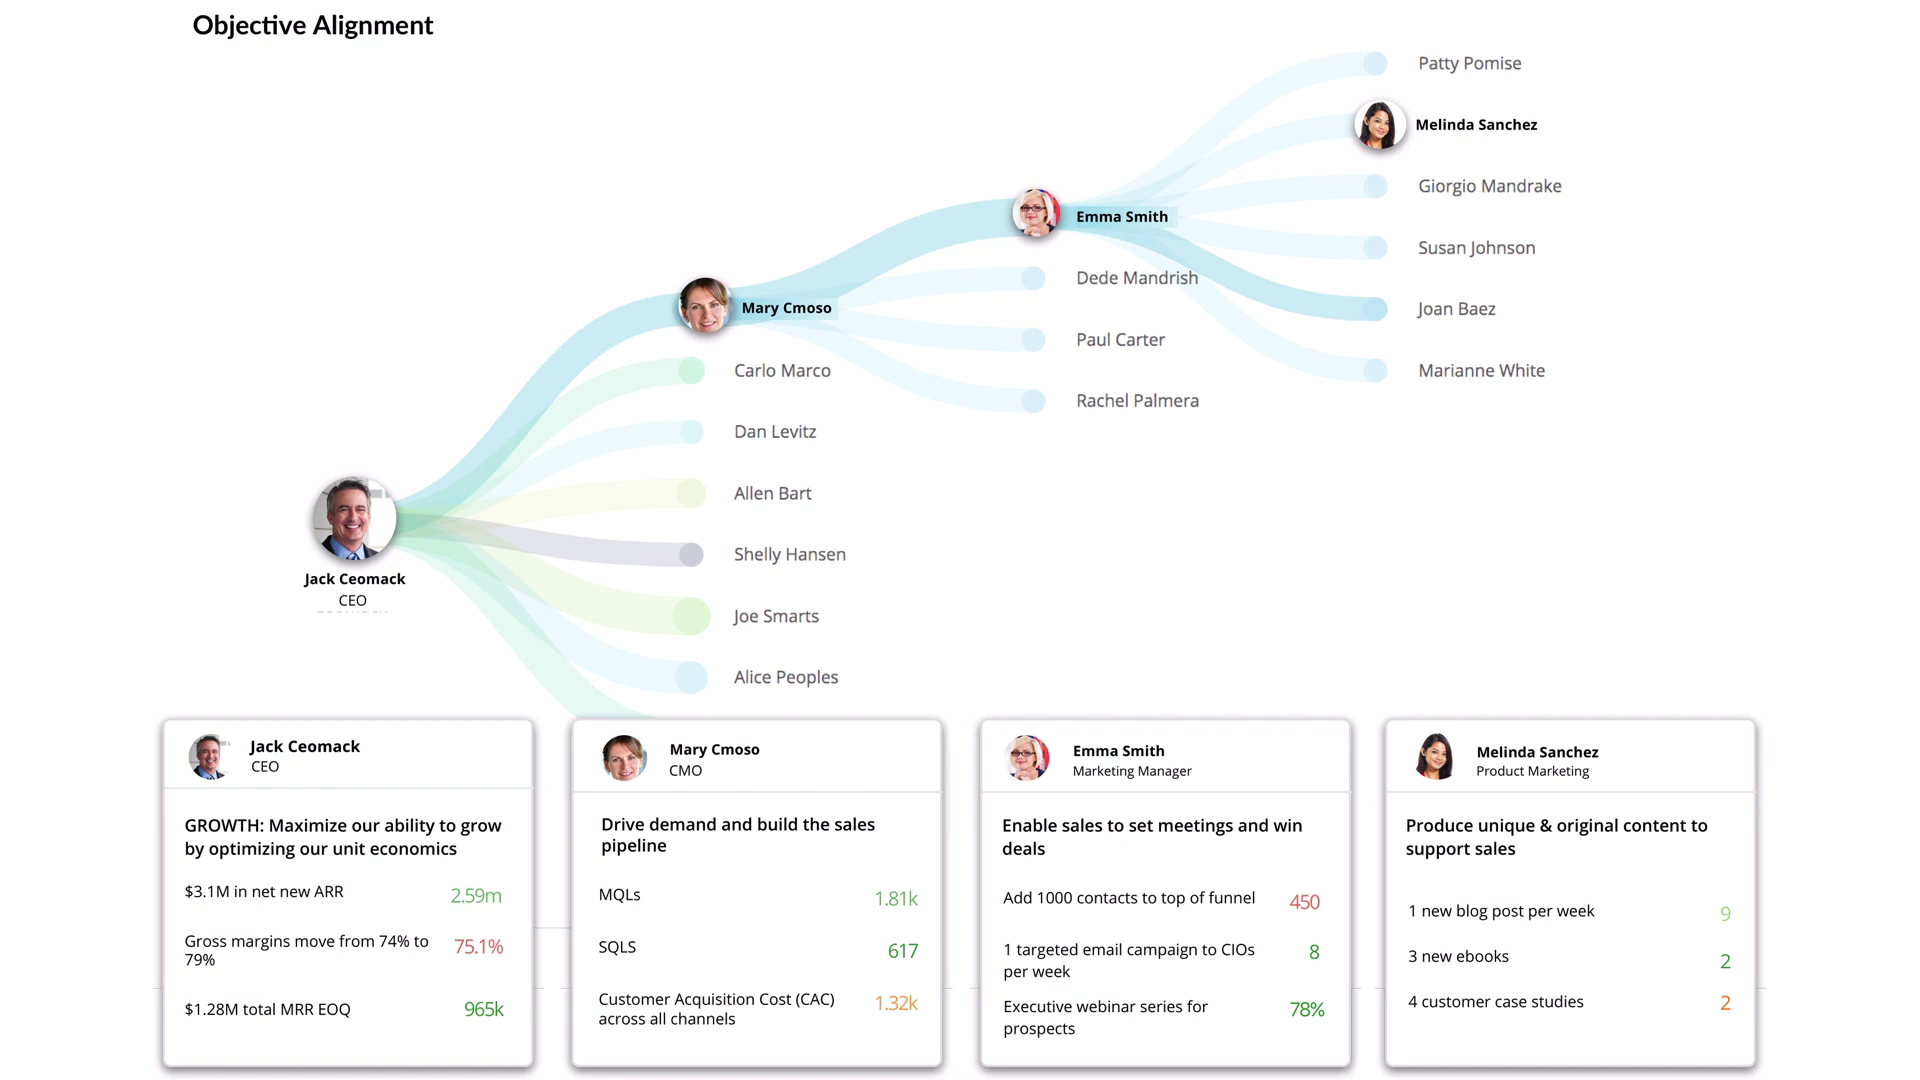 Objective Alignment
Patty Pomise
Melinda Sanchez
Giorgio Mandrake
Emma Smith
Susan Johnson
Dede Mandrish
Mary Cmoso
Joan Baez
Paul Carter
Carlo Marco
Marianne White
Rachel Palmera
Dan Levitz
Allen Bart
Shelly Hansen
Jack Ceomack
CEO
Joe Smarts
Alice Peoples
Jack Ceomack
CEO
GROWTH: Maximize our ability to grow
by optimizing our unit economics
$3.1M in net new ARR 2.59m
Gross margins move from 74% to 75.1%
79%
$1.28M total MRR EOQ 965k
Mary Cmoso
CMO
Drive demand and build the sales
pipeline
MQLs 1.81k
SQLS 617
Customer Acquisition Cost (CAC) 1.32k
across all channels
Emma Smith
Marketing Manager
Enable sales to set meetings and win
deals
Add 1000 contacts to top of funnel 450
1 targeted email campaign to CIOs 8
per week
Executive webinar series for 78%
prospects
Melinda Sanchez
Product Marketing
Produce unique & original content to
support sales
1 new blog post per week 9
3 new ebooks 2
4 customer case studies 2